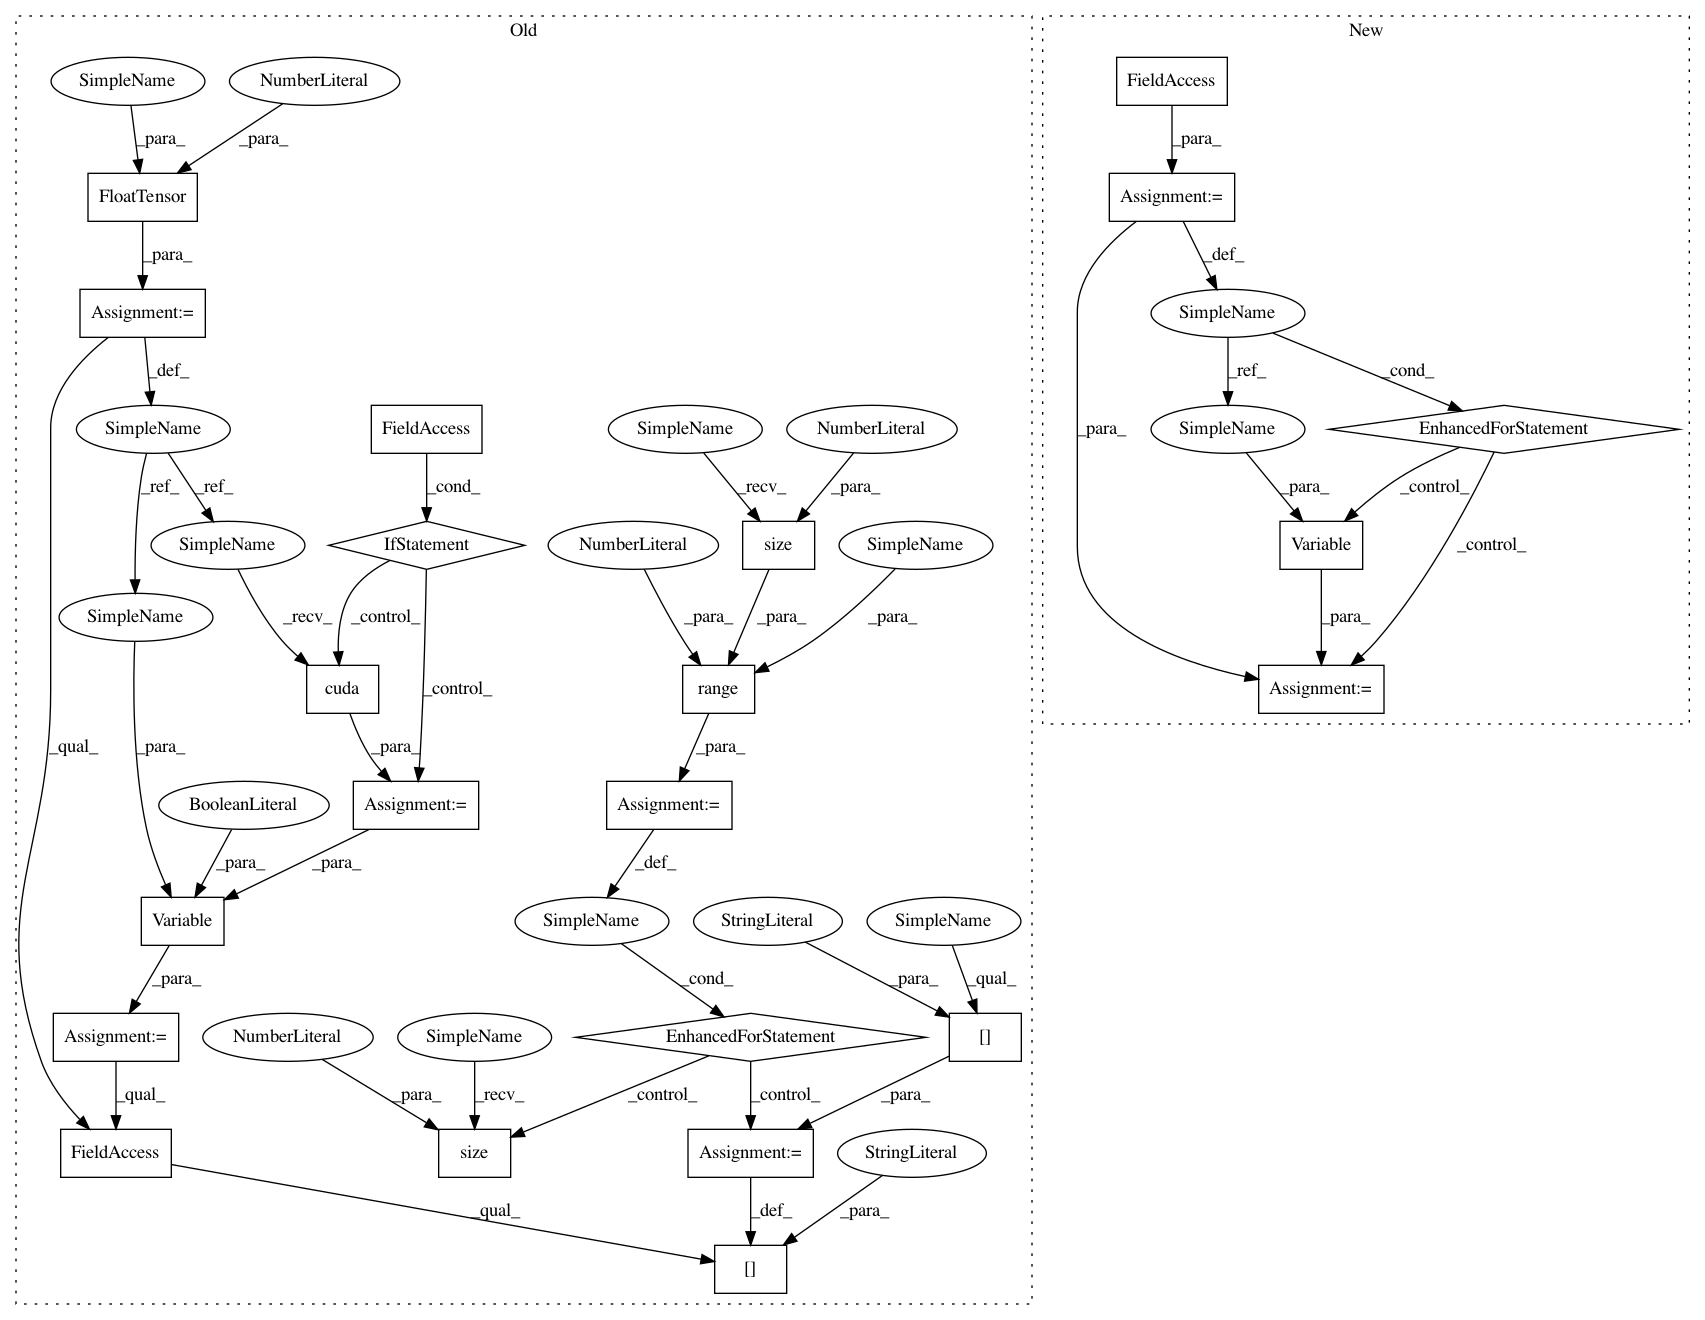 Old
New
SimpleName
NumberLiteral
FieldAccess
_para_
_para_
_para_
FloatTensor
Assignment:=
_para_
_def_
Assignment:=
SimpleName
_def_
_ref_
_cond_
SimpleName
FieldAccess
SimpleName
NumberLiteral
_para_
SimpleName
EnhancedForStatement
_ref_
_ref_
_cond_
_recv_
_para_
_para_
_control_
SimpleName
IfStatement
NumberLiteral
size
SimpleName
Variable
_control_
SimpleName
_recv_
_control_
_para_
_para_
_para_
_para_
cuda
_control_
range
Assignment:=
_qual_
_para_
_para_
_para_
BooleanLiteral
Assignment:=
Assignment:=
_para_
_para_
_def_
Variable
SimpleName
StringLiteral
SimpleName
_para_
_cond_
_para_
_qual_
Assignment:=
NumberLiteral
SimpleName
EnhancedForStatement
[]
_qual_
_para_
_recv_
_control_
_control_
_para_
FieldAccess
size
Assignment:=
StringLiteral
_qual_
_def_
_para_
[]